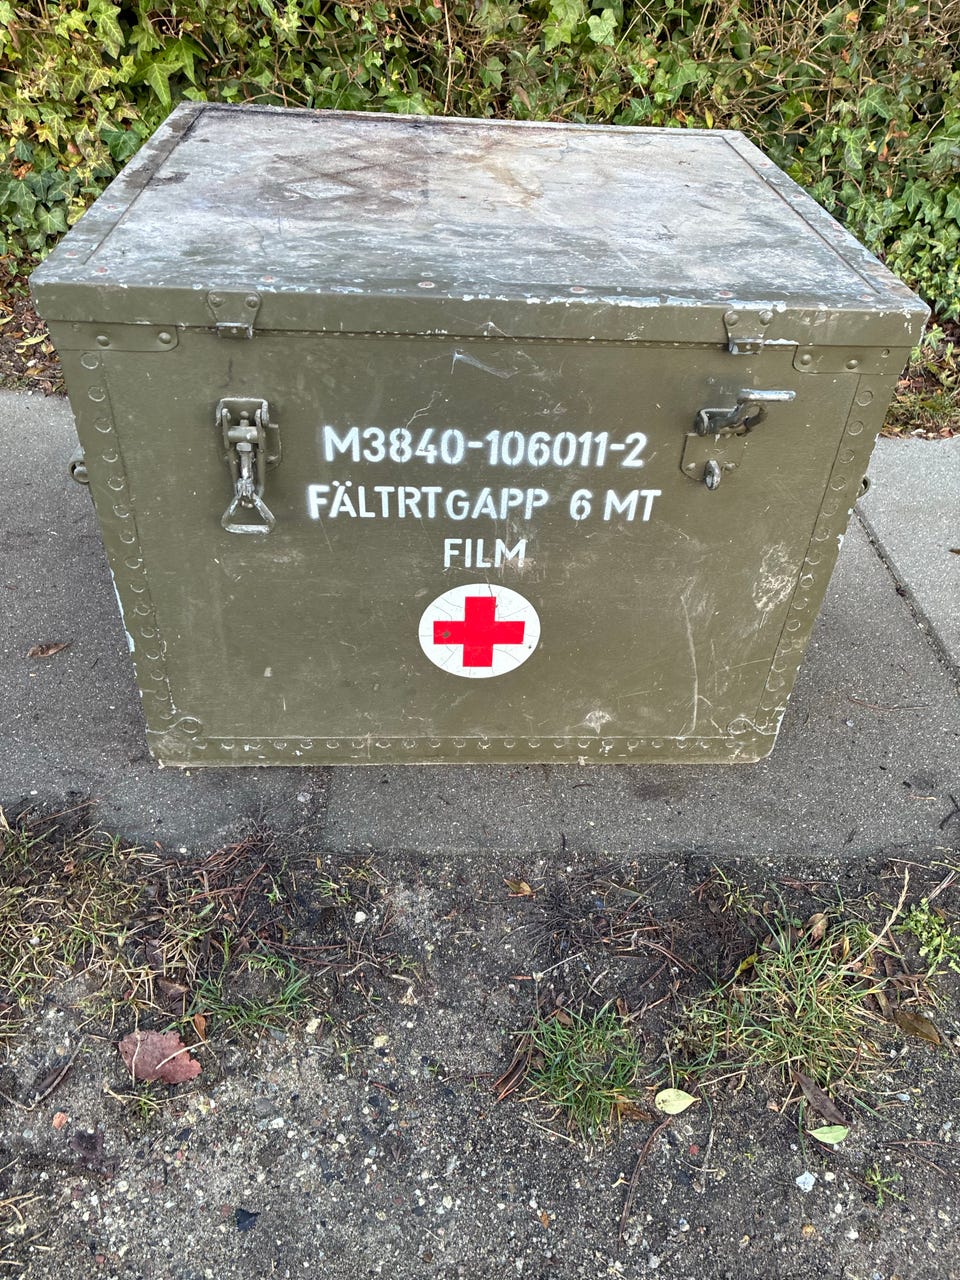 M3840-106011-2
FÄLTRTGAPP 6 MT
FILM